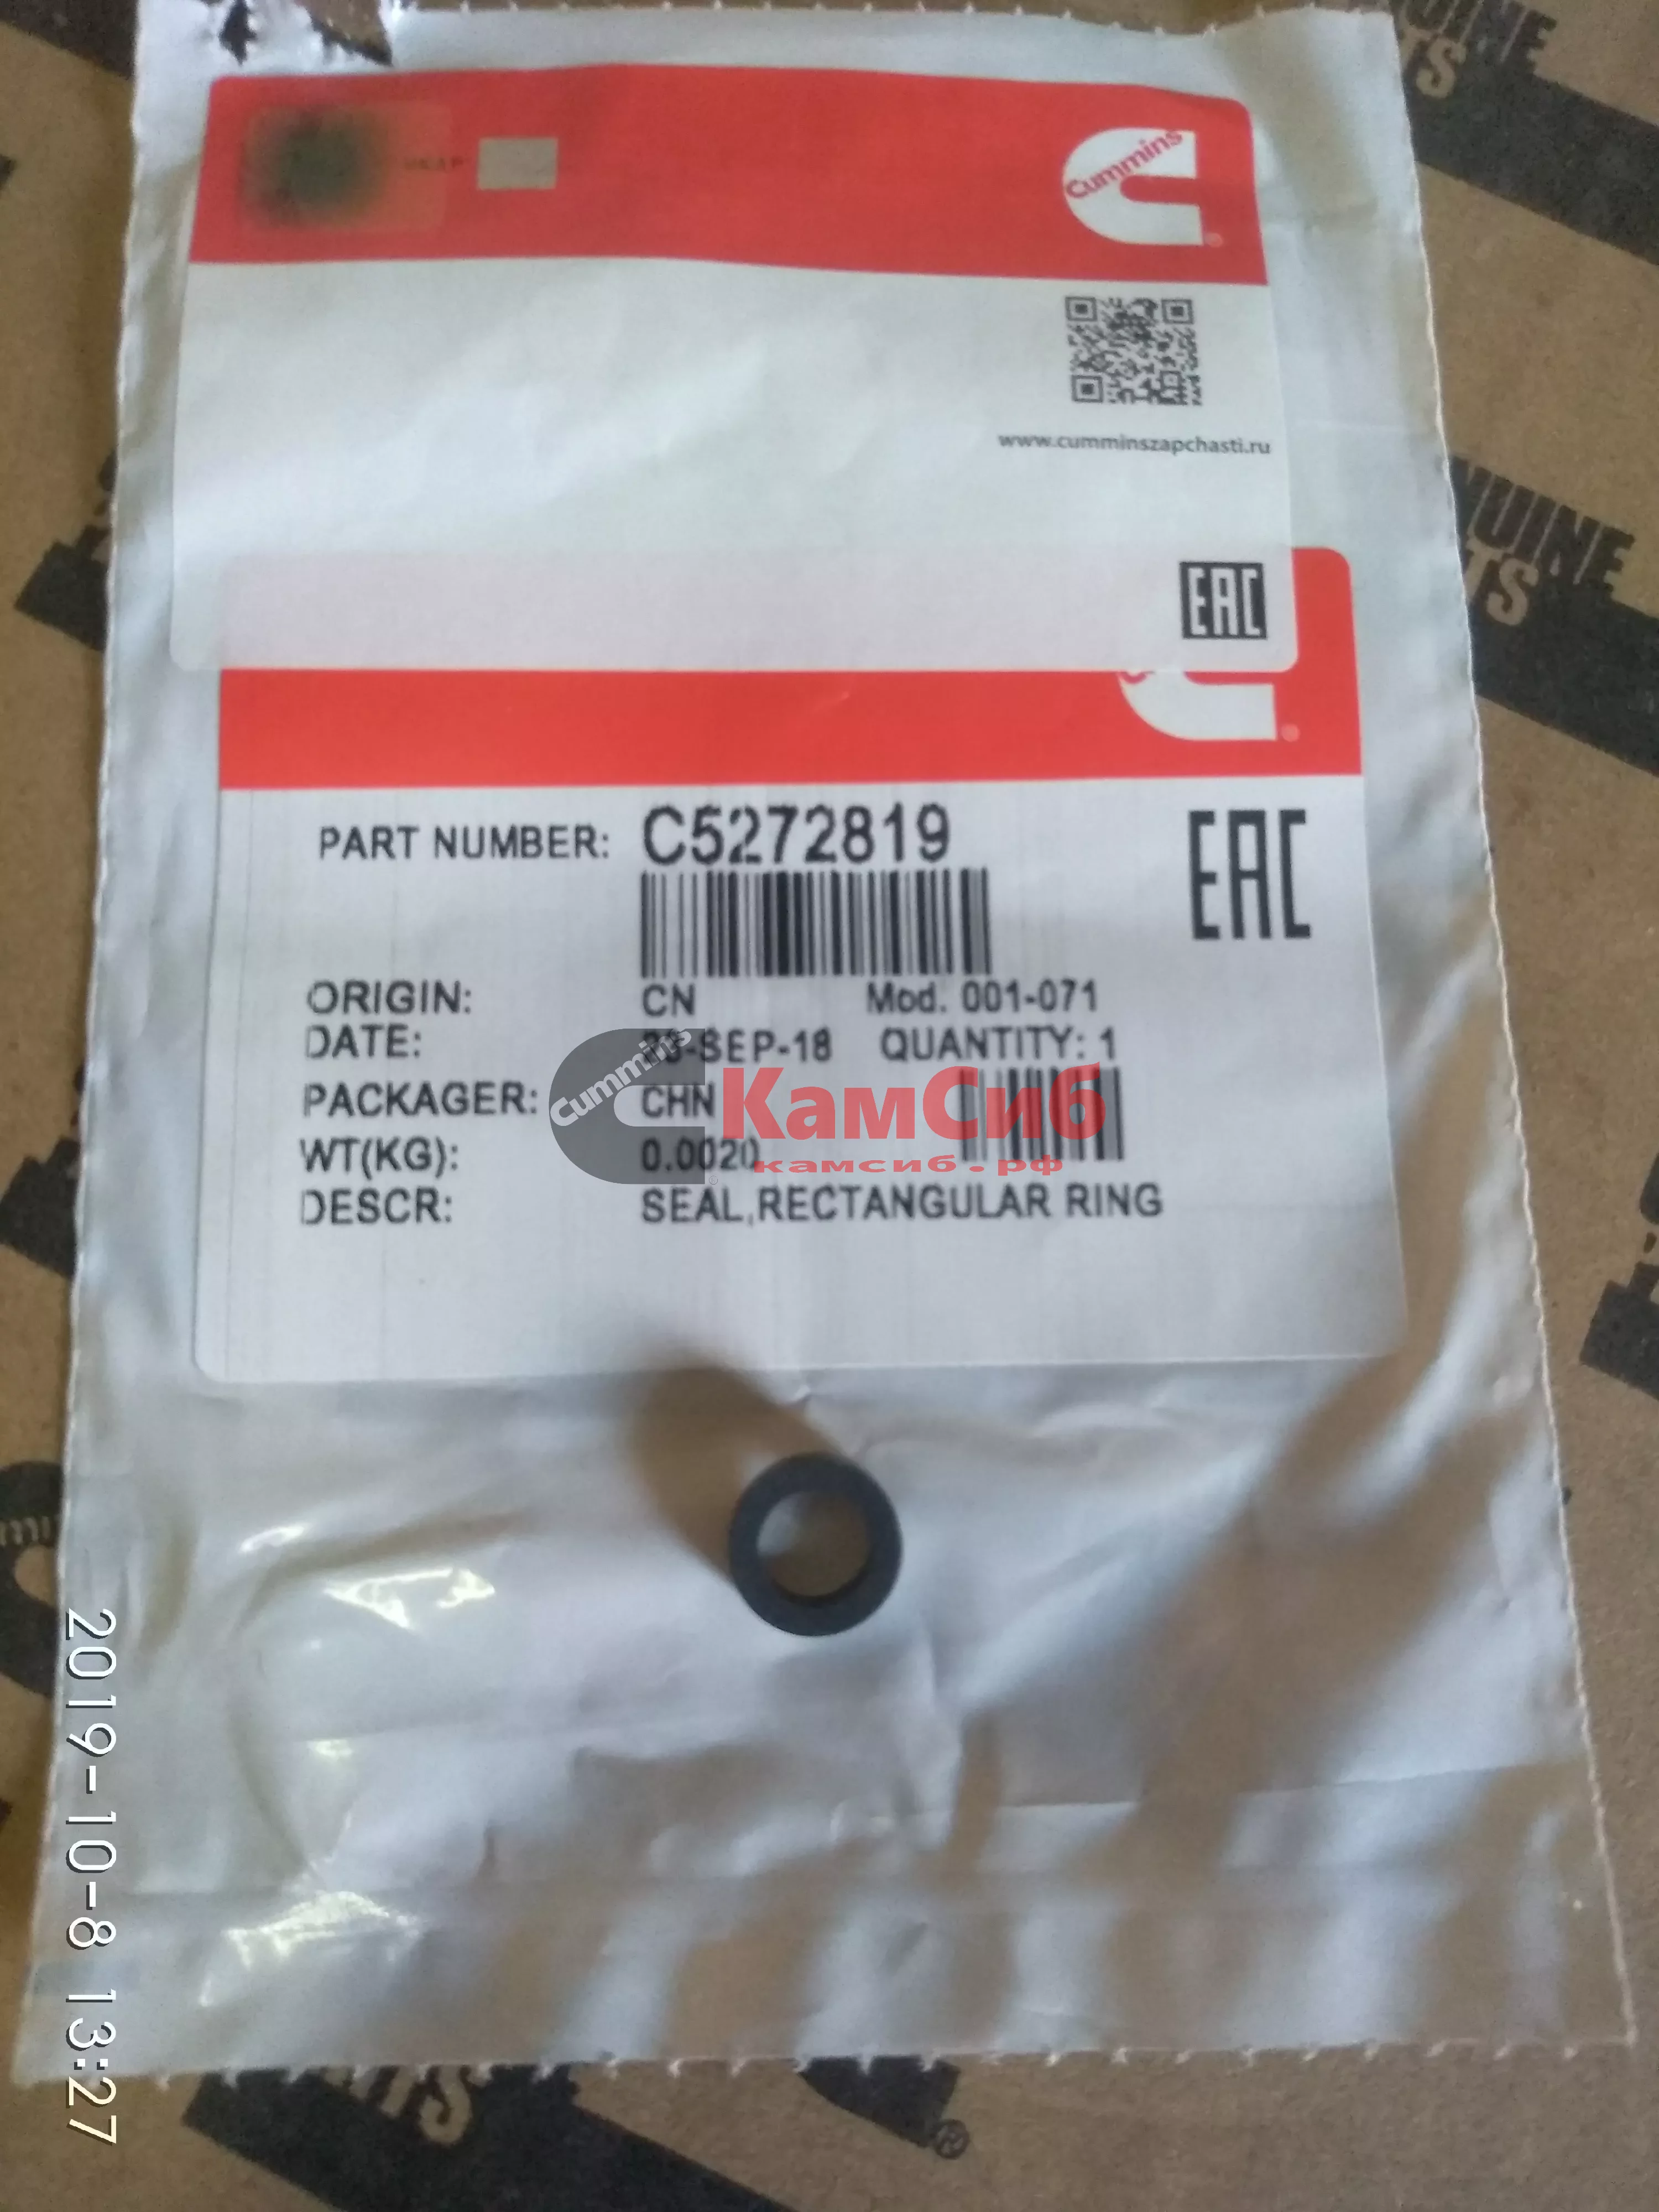 Cummins
®
www.cumminszapchasti.ru
EAC
®
PART NUMBER: C5272819
EAC
ORIGIN: CN Mod. 001-071
DATE: -SEP-18 QUANTITY: 1
PACKAGER: CHN
WT(KG): 0.0020
DESCR: SEAL,RECTANGULAR RING
Cummins
®
КамСиб
камсиб.рф
2019-10-8 13:27
NUINE
TS
®